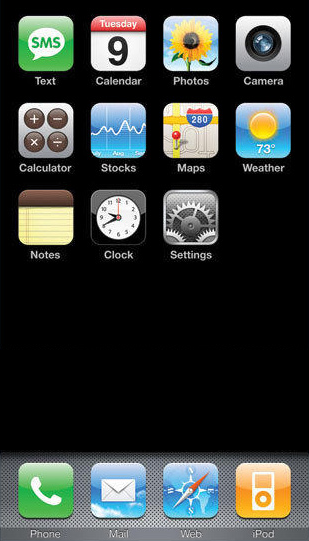 SMS
Text
Tuesday
9
Calendar
Photos
Camera
Calculator
Stocks
280
Maps
73°
Weather
Notes
Clock
Settings
Phone
Mail
Web
iPod